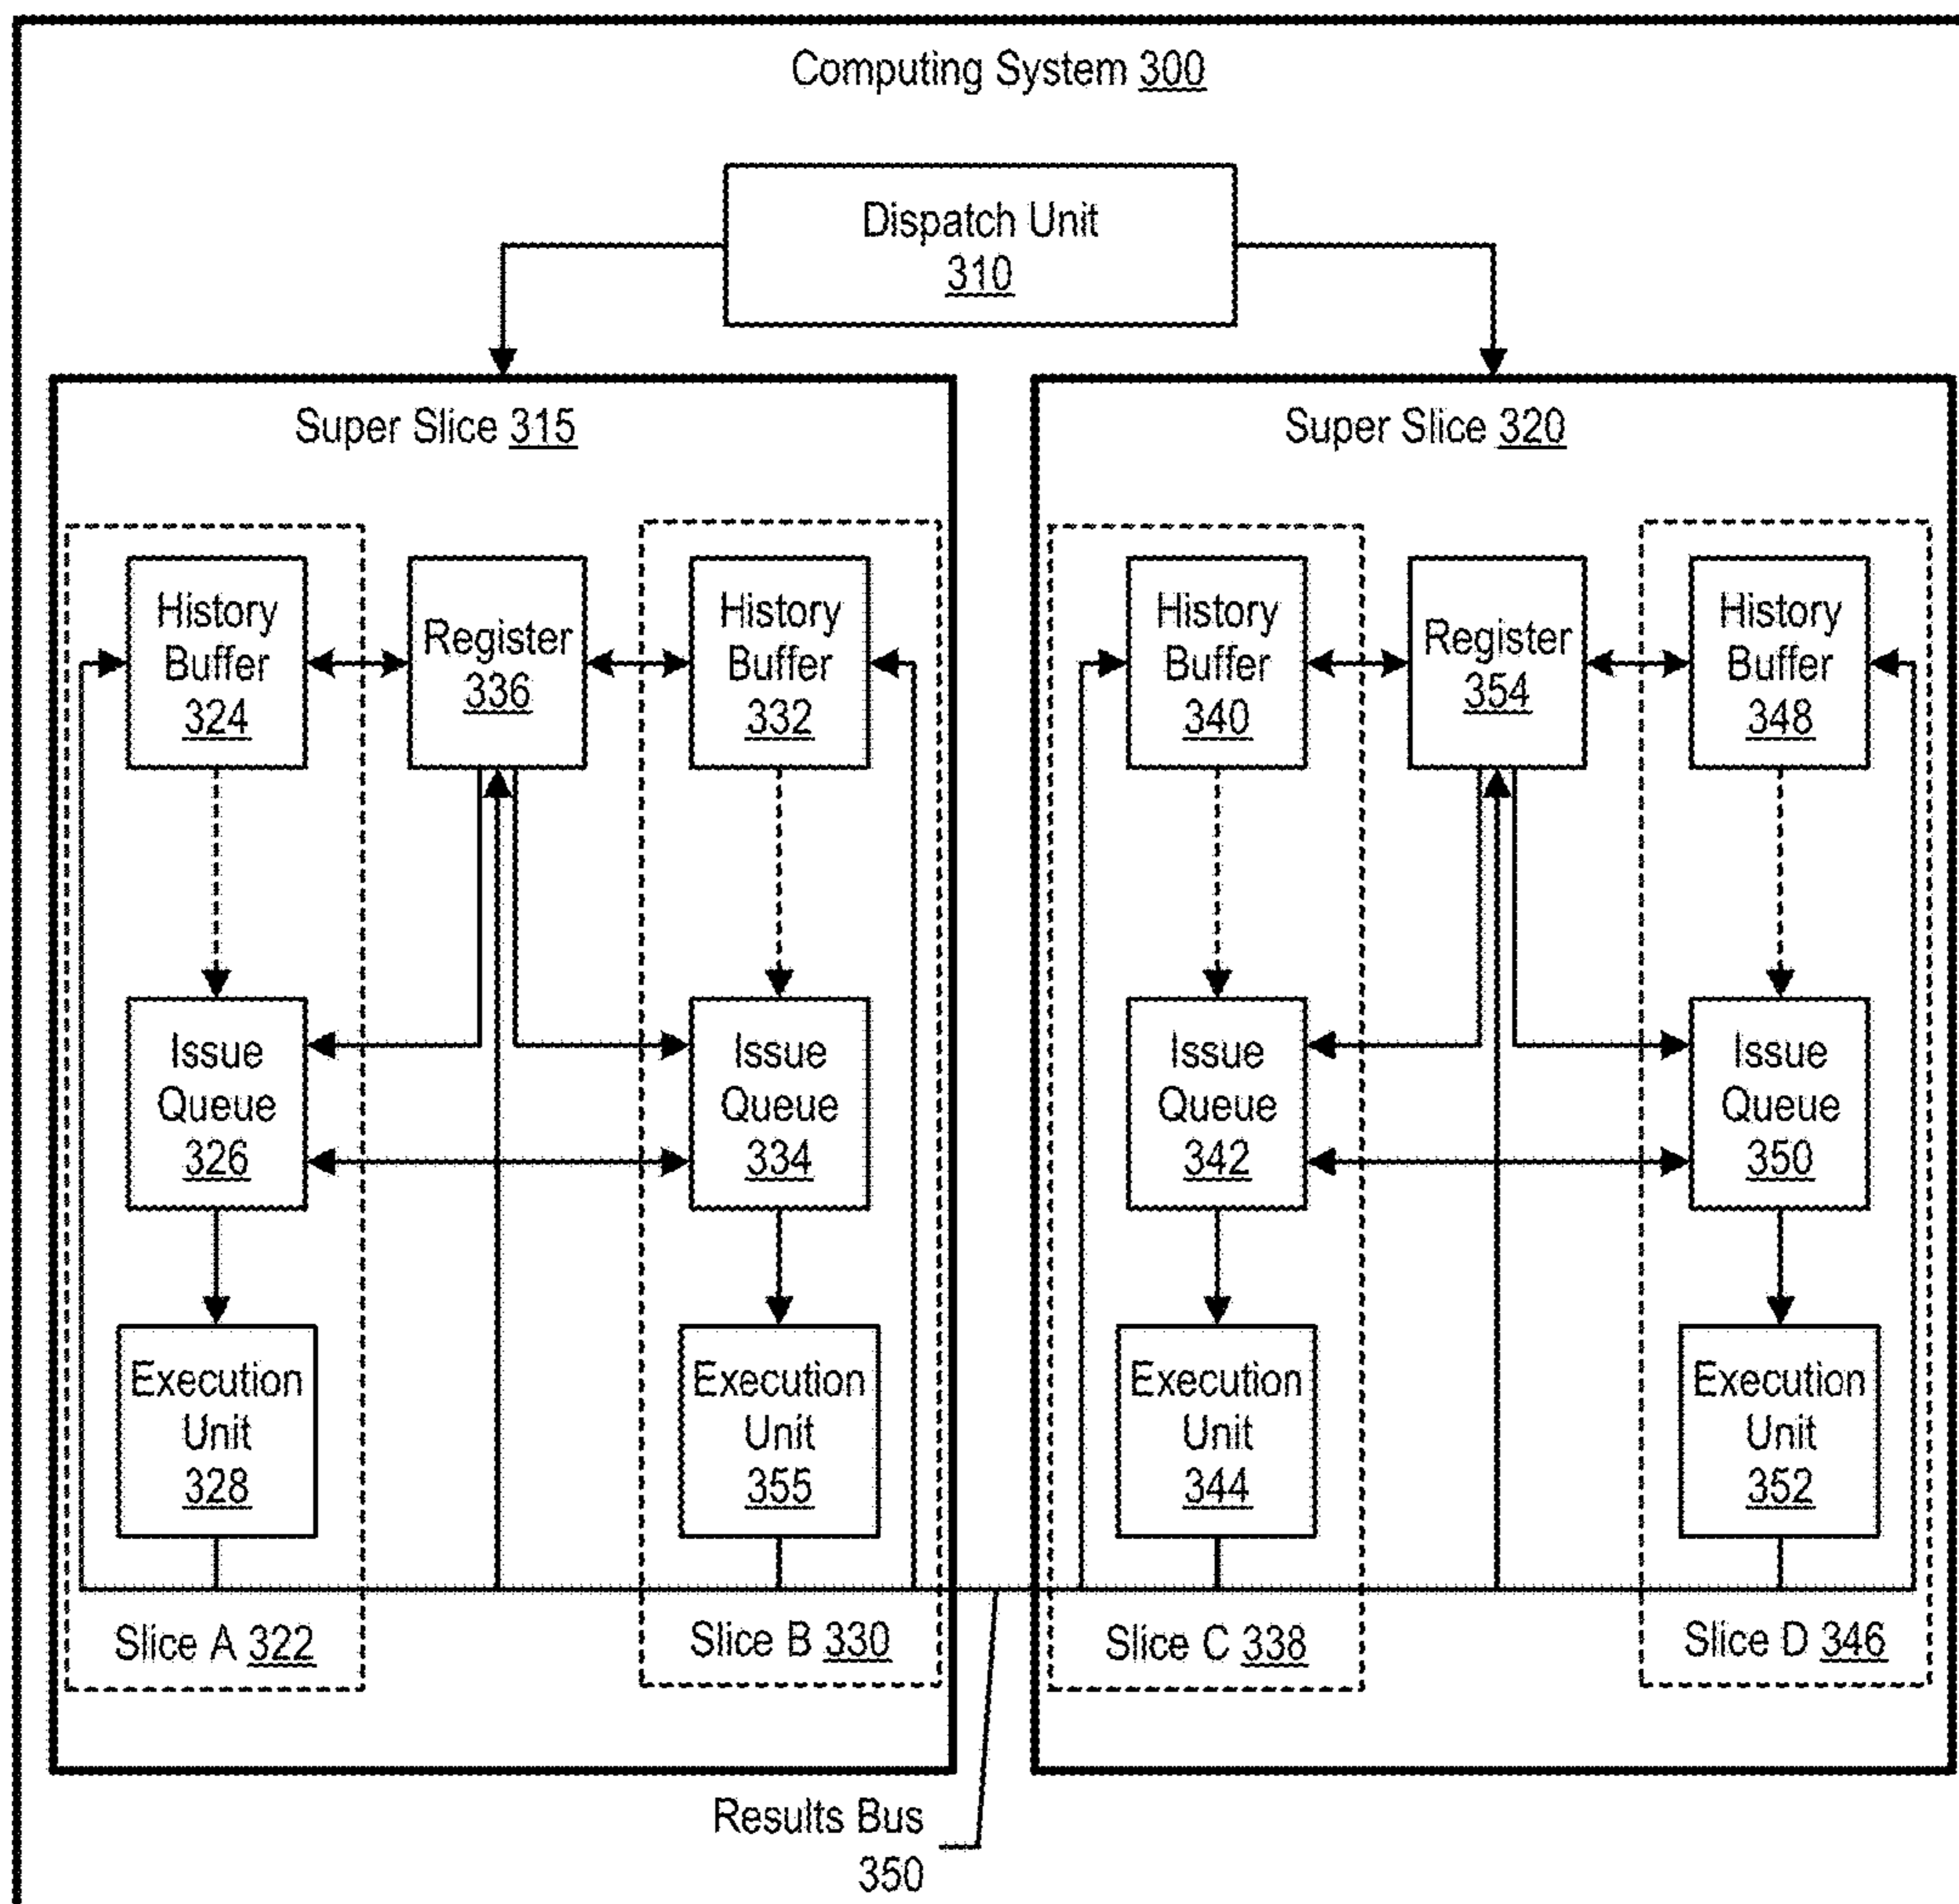 Computing System 300
Dispatch Unit
310
Super Slice 315
Super Slice 320
History
Buffer
324
Register
336
History
Buffer
332
History
Buffer
340
Register
354
History
Buffer
348
Issue
Queue
326
Issue
Queue
334
Issue
Queue
342
Issue
Queue
350
Execution
Unit
328
Execution
Unit
355
Execution
Unit
344
Execution
Unit
352
Slice A 322
Slice B 330
Slice C 338
Slice D 346
Results Bus
350